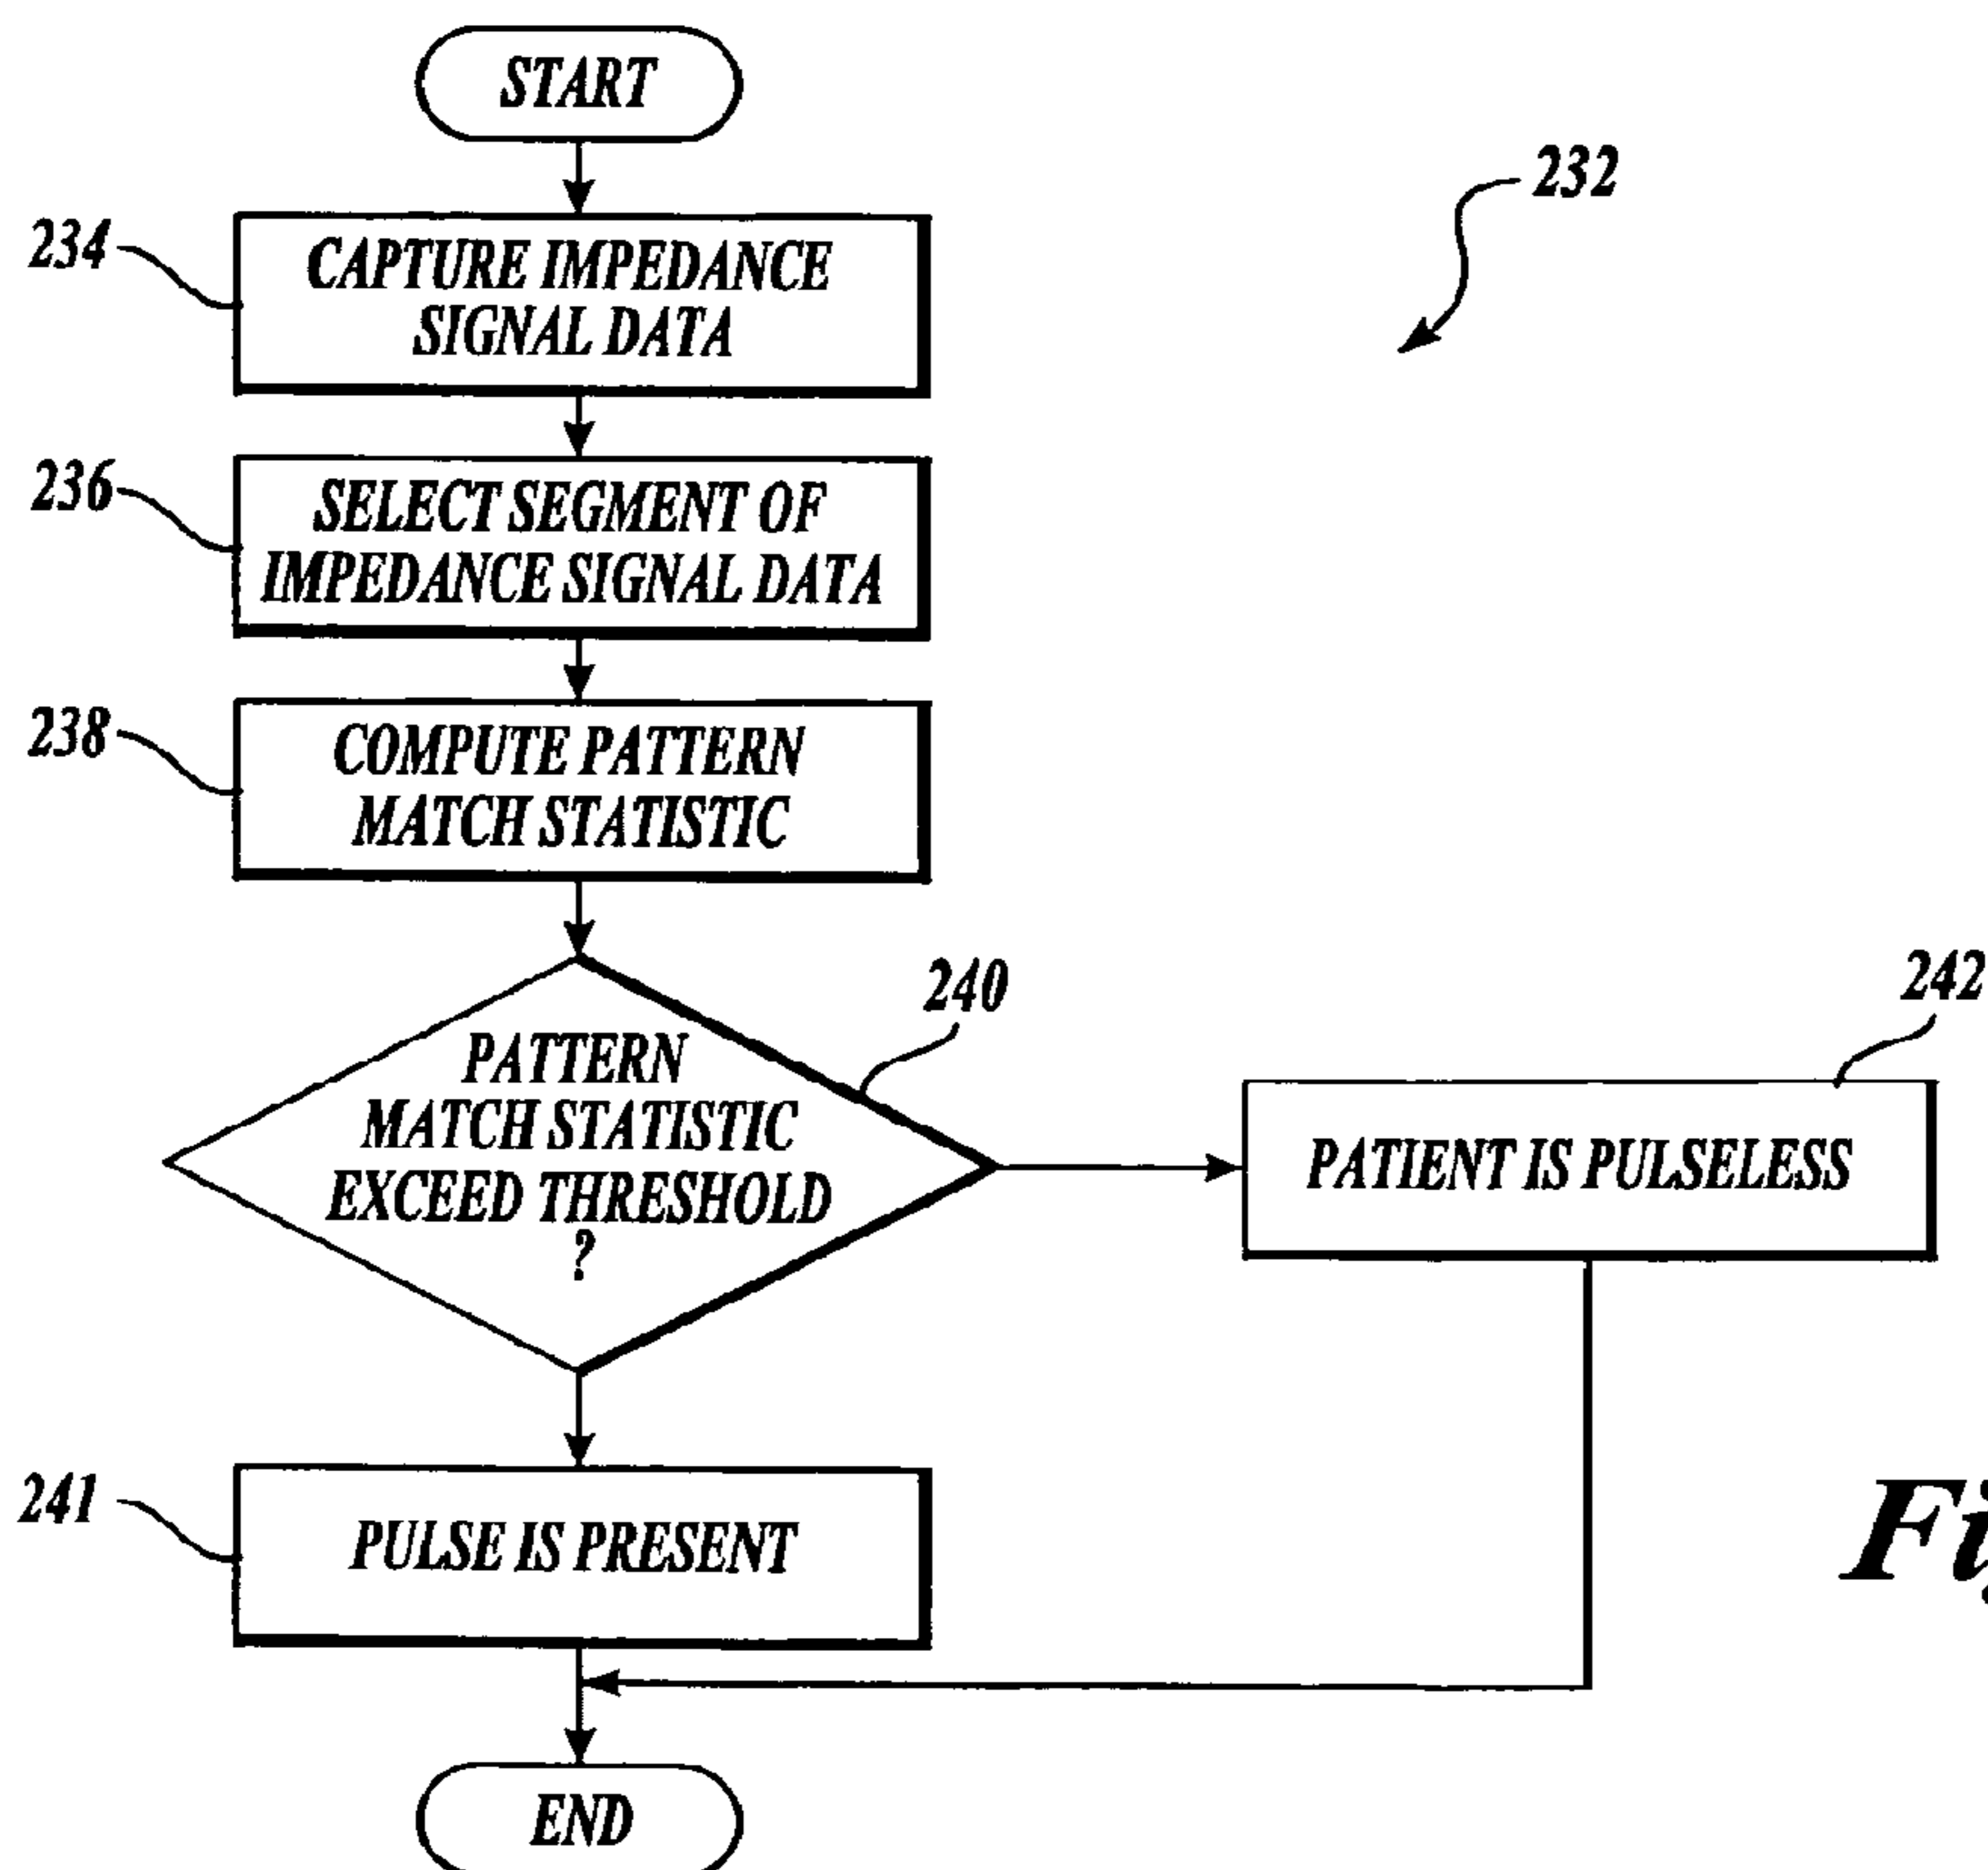 START
232
234
CAPTURE IMPEDANCE
SIGNAL DATA
236
SELECT SEGMENT OF
IMPEDANCE SIGNAL DATA
238
COMPUTE PATTERN
MATCH STATISTIC
240
242
PATTERN
MATCH STATISTIC
EXCEED THRESHOLD
?
PATIENT IS PULSELESS
241
PULSE IS PRESENT
END